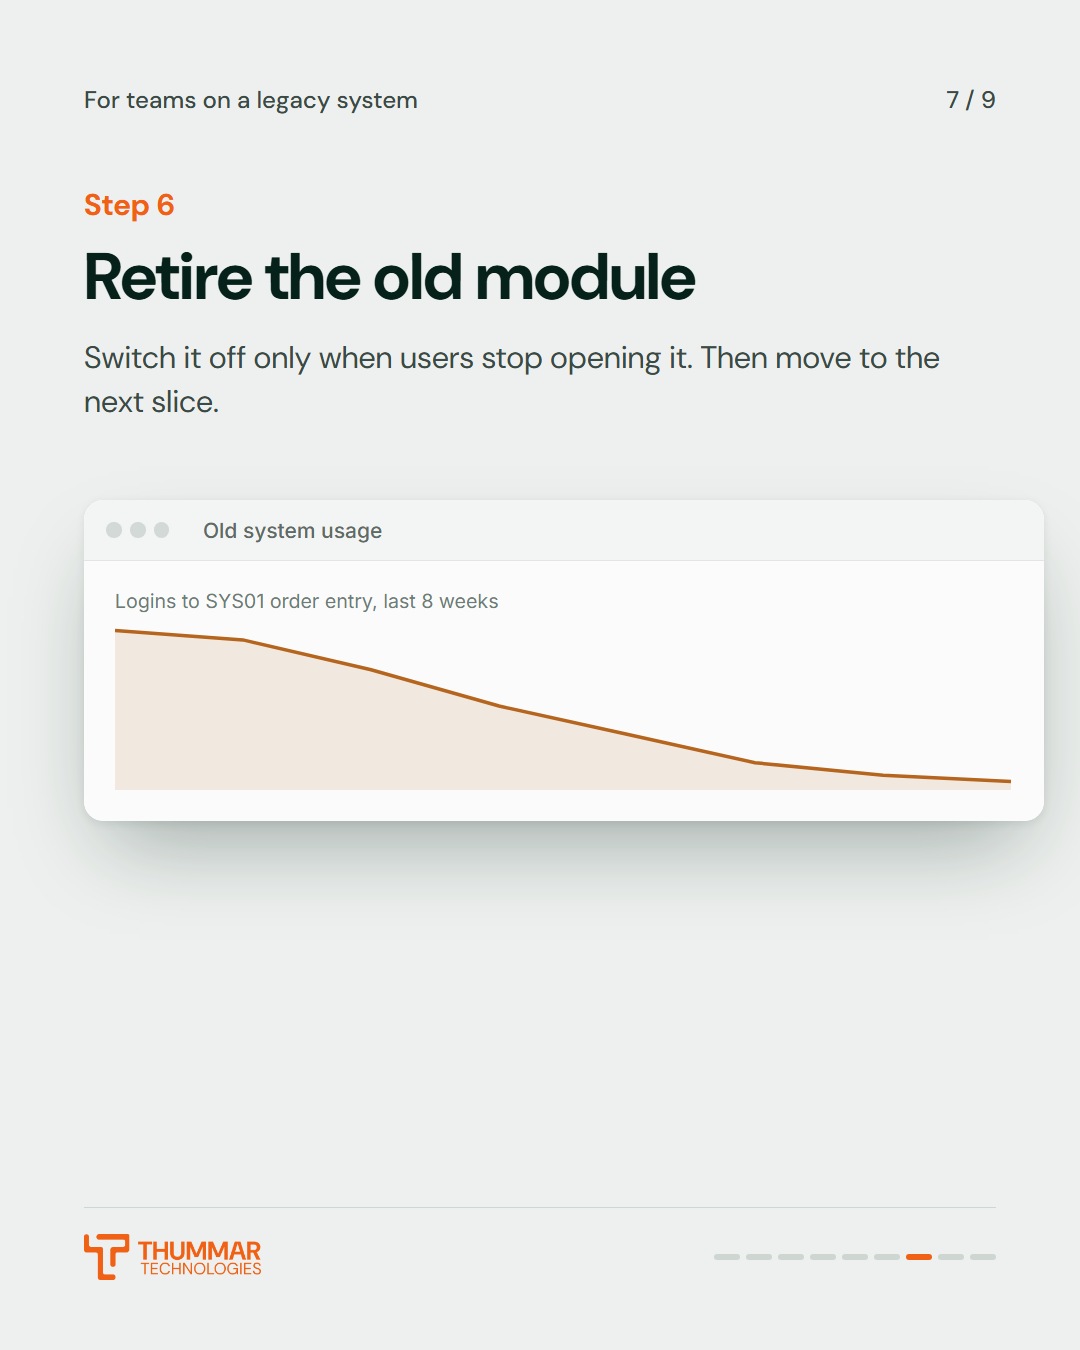 For teams on a legacy system
7 / 9
Step 6
Retire the old module
Switch it off only when users stop opening it. Then move to the
next slice.
Old system usage
Logins to SYS01 order entry, last 8 weeks
THUMMAR
TECHNOLOGIES